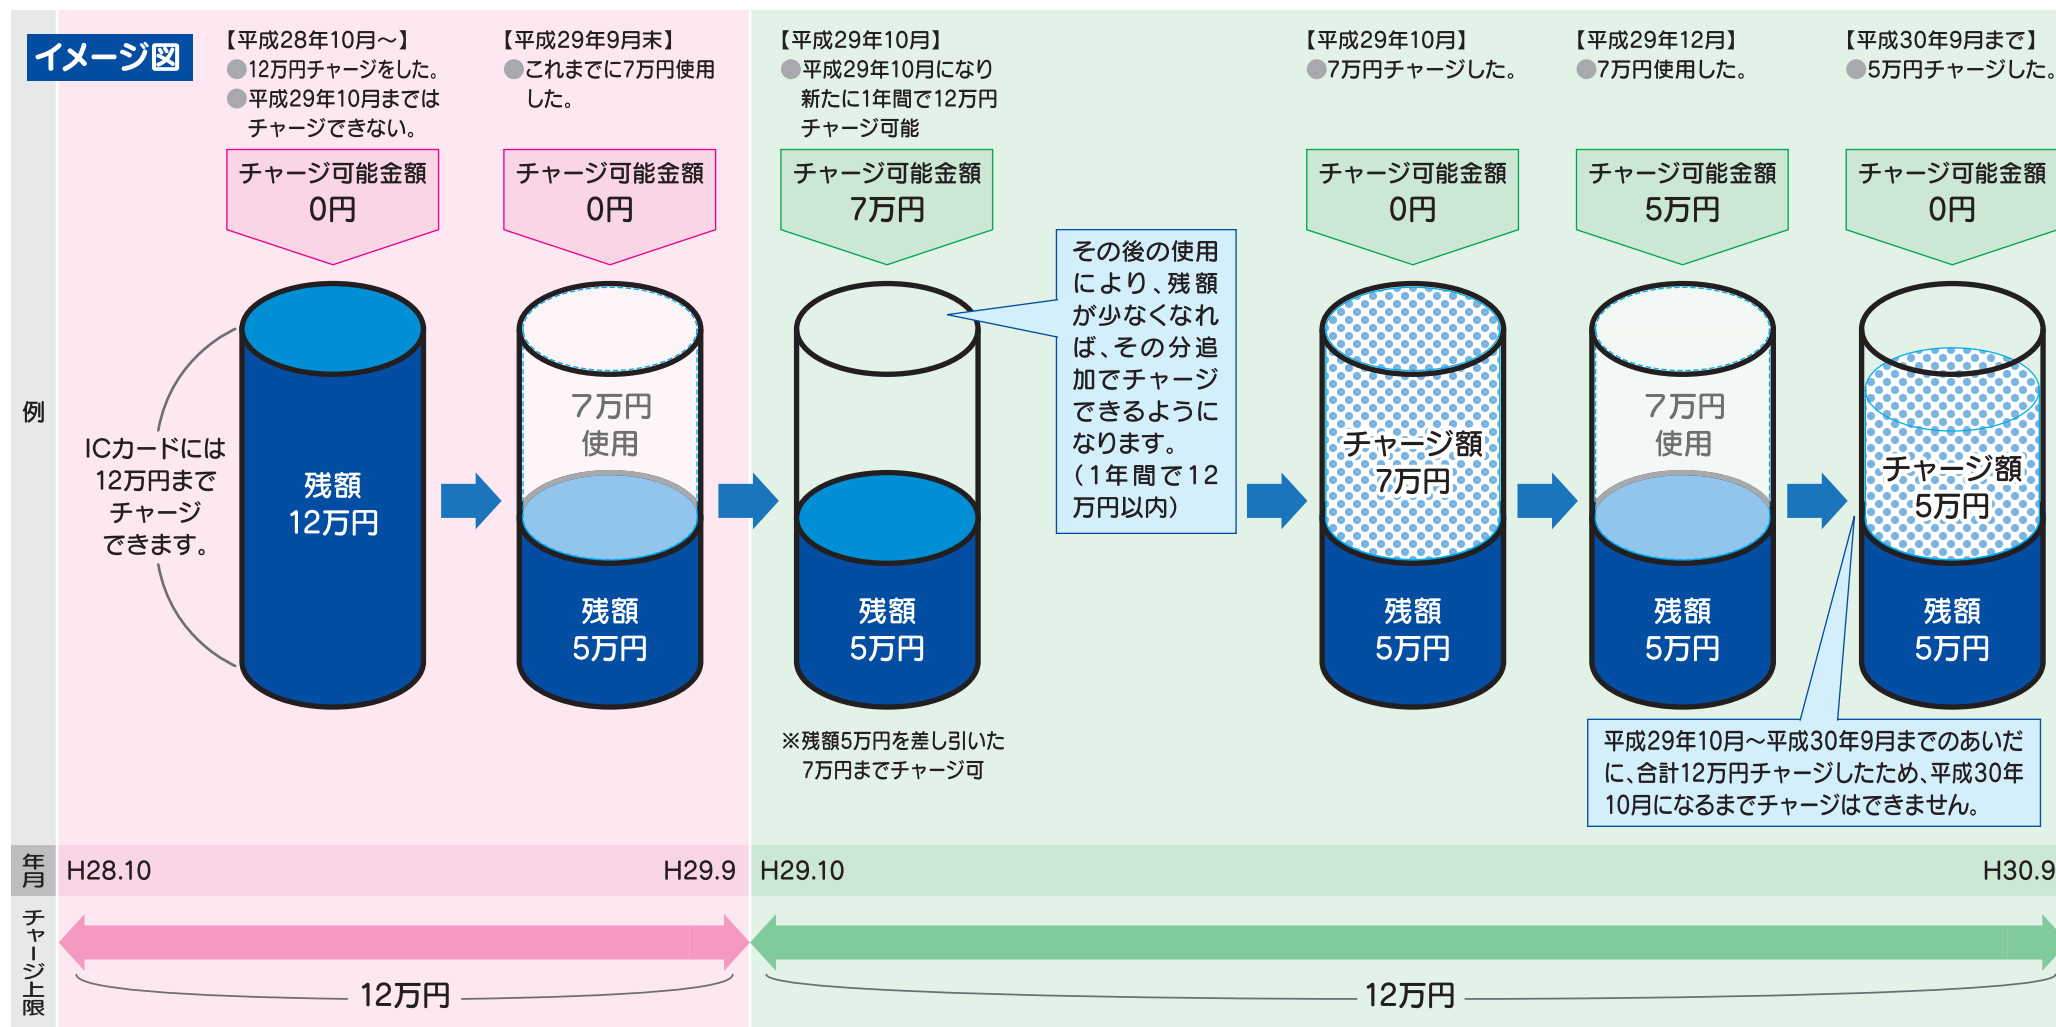 イメージ図
【平成28年10月～】
●12万円チャージをした。
●平成29年10月までは
チャージできない。
チャージ可能金額
0円
【平成29年9月末】
●これまでに7万円使用
した。
チャージ可能金額
0円
【平成29年10月】
●平成29年10月になり
新たに1年間で12万円
チャージ可能
チャージ可能金額
7万円
【平成29年10月】
●7万円チャージした。
チャージ可能金額
0円
【平成29年12月】
●7万円使用した。
チャージ可能金額
5万円
【平成30年9月まで】
●5万円チャージした。
チャージ可能金額
0円
例
ICカードには
12万円まで
チャージ
できます。
残額
12万円
7万円
使用
残額
5万円
残額
5万円
※残額5万円を差し引いた
7万円までチャージ可
その後の使用
により、残額
が少なくなれ
ば、その分追
加でチャージ
できるように
なります。
(1年間で12
万円以内)
チャージ額
7万円
残額
5万円
7万円
使用
残額
5万円
チャージ額
5万円
残額
5万円
平成29年10月～平成30年9月までのあいだ
に、合計12万円チャージしたため、平成30年
10月になるまでチャージはできません。
年月
H28.10
H29.9
H29.10
H30.9
チャージ上限
12万円
12万円